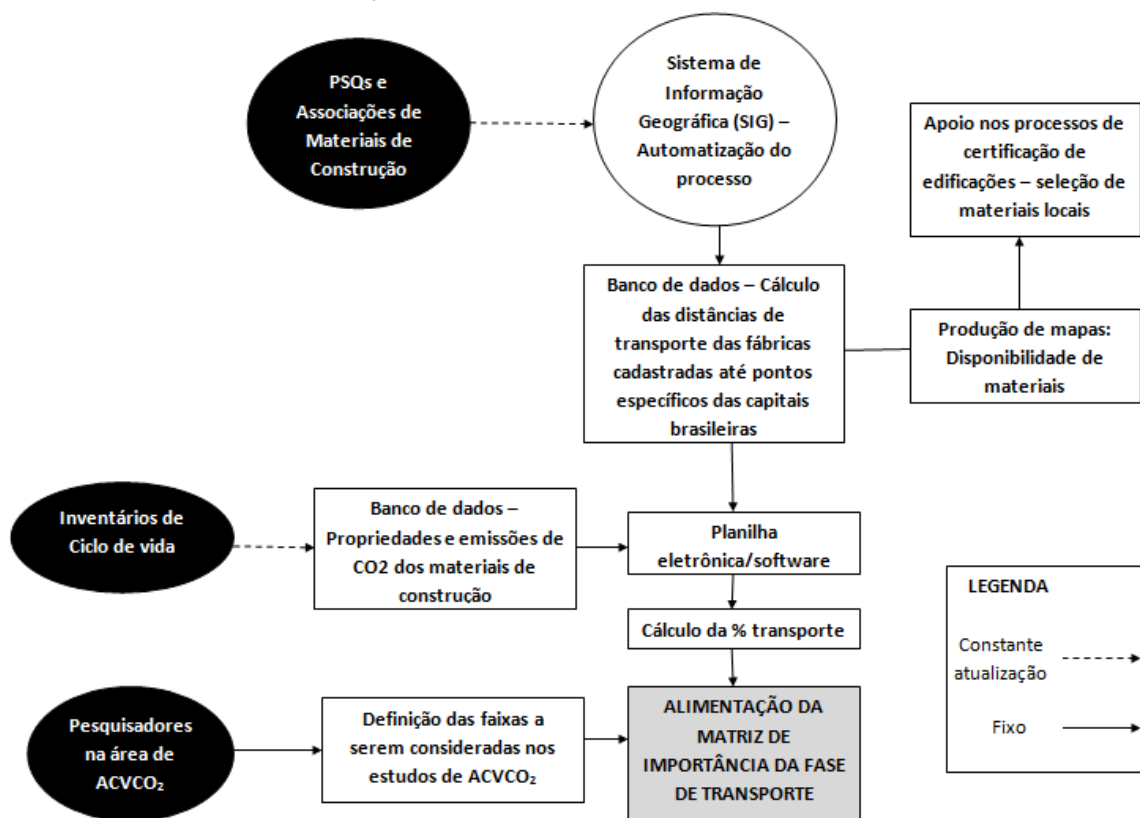 PSQs e
Associações de
Materiais de
Construção
Sistema de
Informação
Geográfica (SIG) –
Automatização do
processo
Apoio nos processos de
certificação de
edificações – seleção de
materiais locais
Banco de dados – Cálculo
das distâncias de
transporte das fábricas
cadastradas até pontos
específicos das capitais
brasileiras
Produção de mapas:
Disponibilidade de
materiais
Inventários de
Ciclo de vida
Banco de dados –
Propriedades e emissões de
CO2 dos materiais de
construção
Planilha
eletrônica/software
Cálculo da % transporte
Pesquisadores
na área de
ACVCO₂
Definição das faixas a
serem consideradas nos
estudos de ACVCO₂
ALIMENTAÇÃO DA
MATRIZ DE
IMPORTÂNCIA DA FASE
DE TRANSPORTE
LEGENDA
Constante
atualização
Fixo